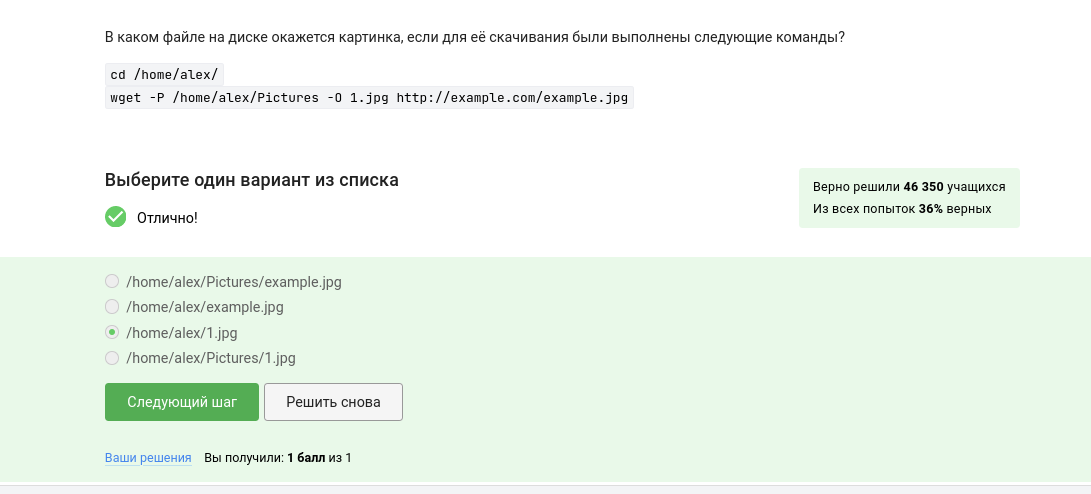 В каком файле на диске окажется картинка, если для её скачивания были выполнены следующие команды?
cd /home/alex/
wget -P /home/alex/Pictures -O 1.jpg http://example.com/example.jpg
Выберите один вариант из списка
Верно решили 46 350 учащихся
Из всех попыток 36% верных
Отлично!
/home/alex/Pictures/example.jpg
/home/alex/example.jpg
/home/alex/1.jpg
/home/alex/Pictures/1.jpg
Следующий шаг
Решить снова
Ваши решения Вы получили: 1 балл из 1